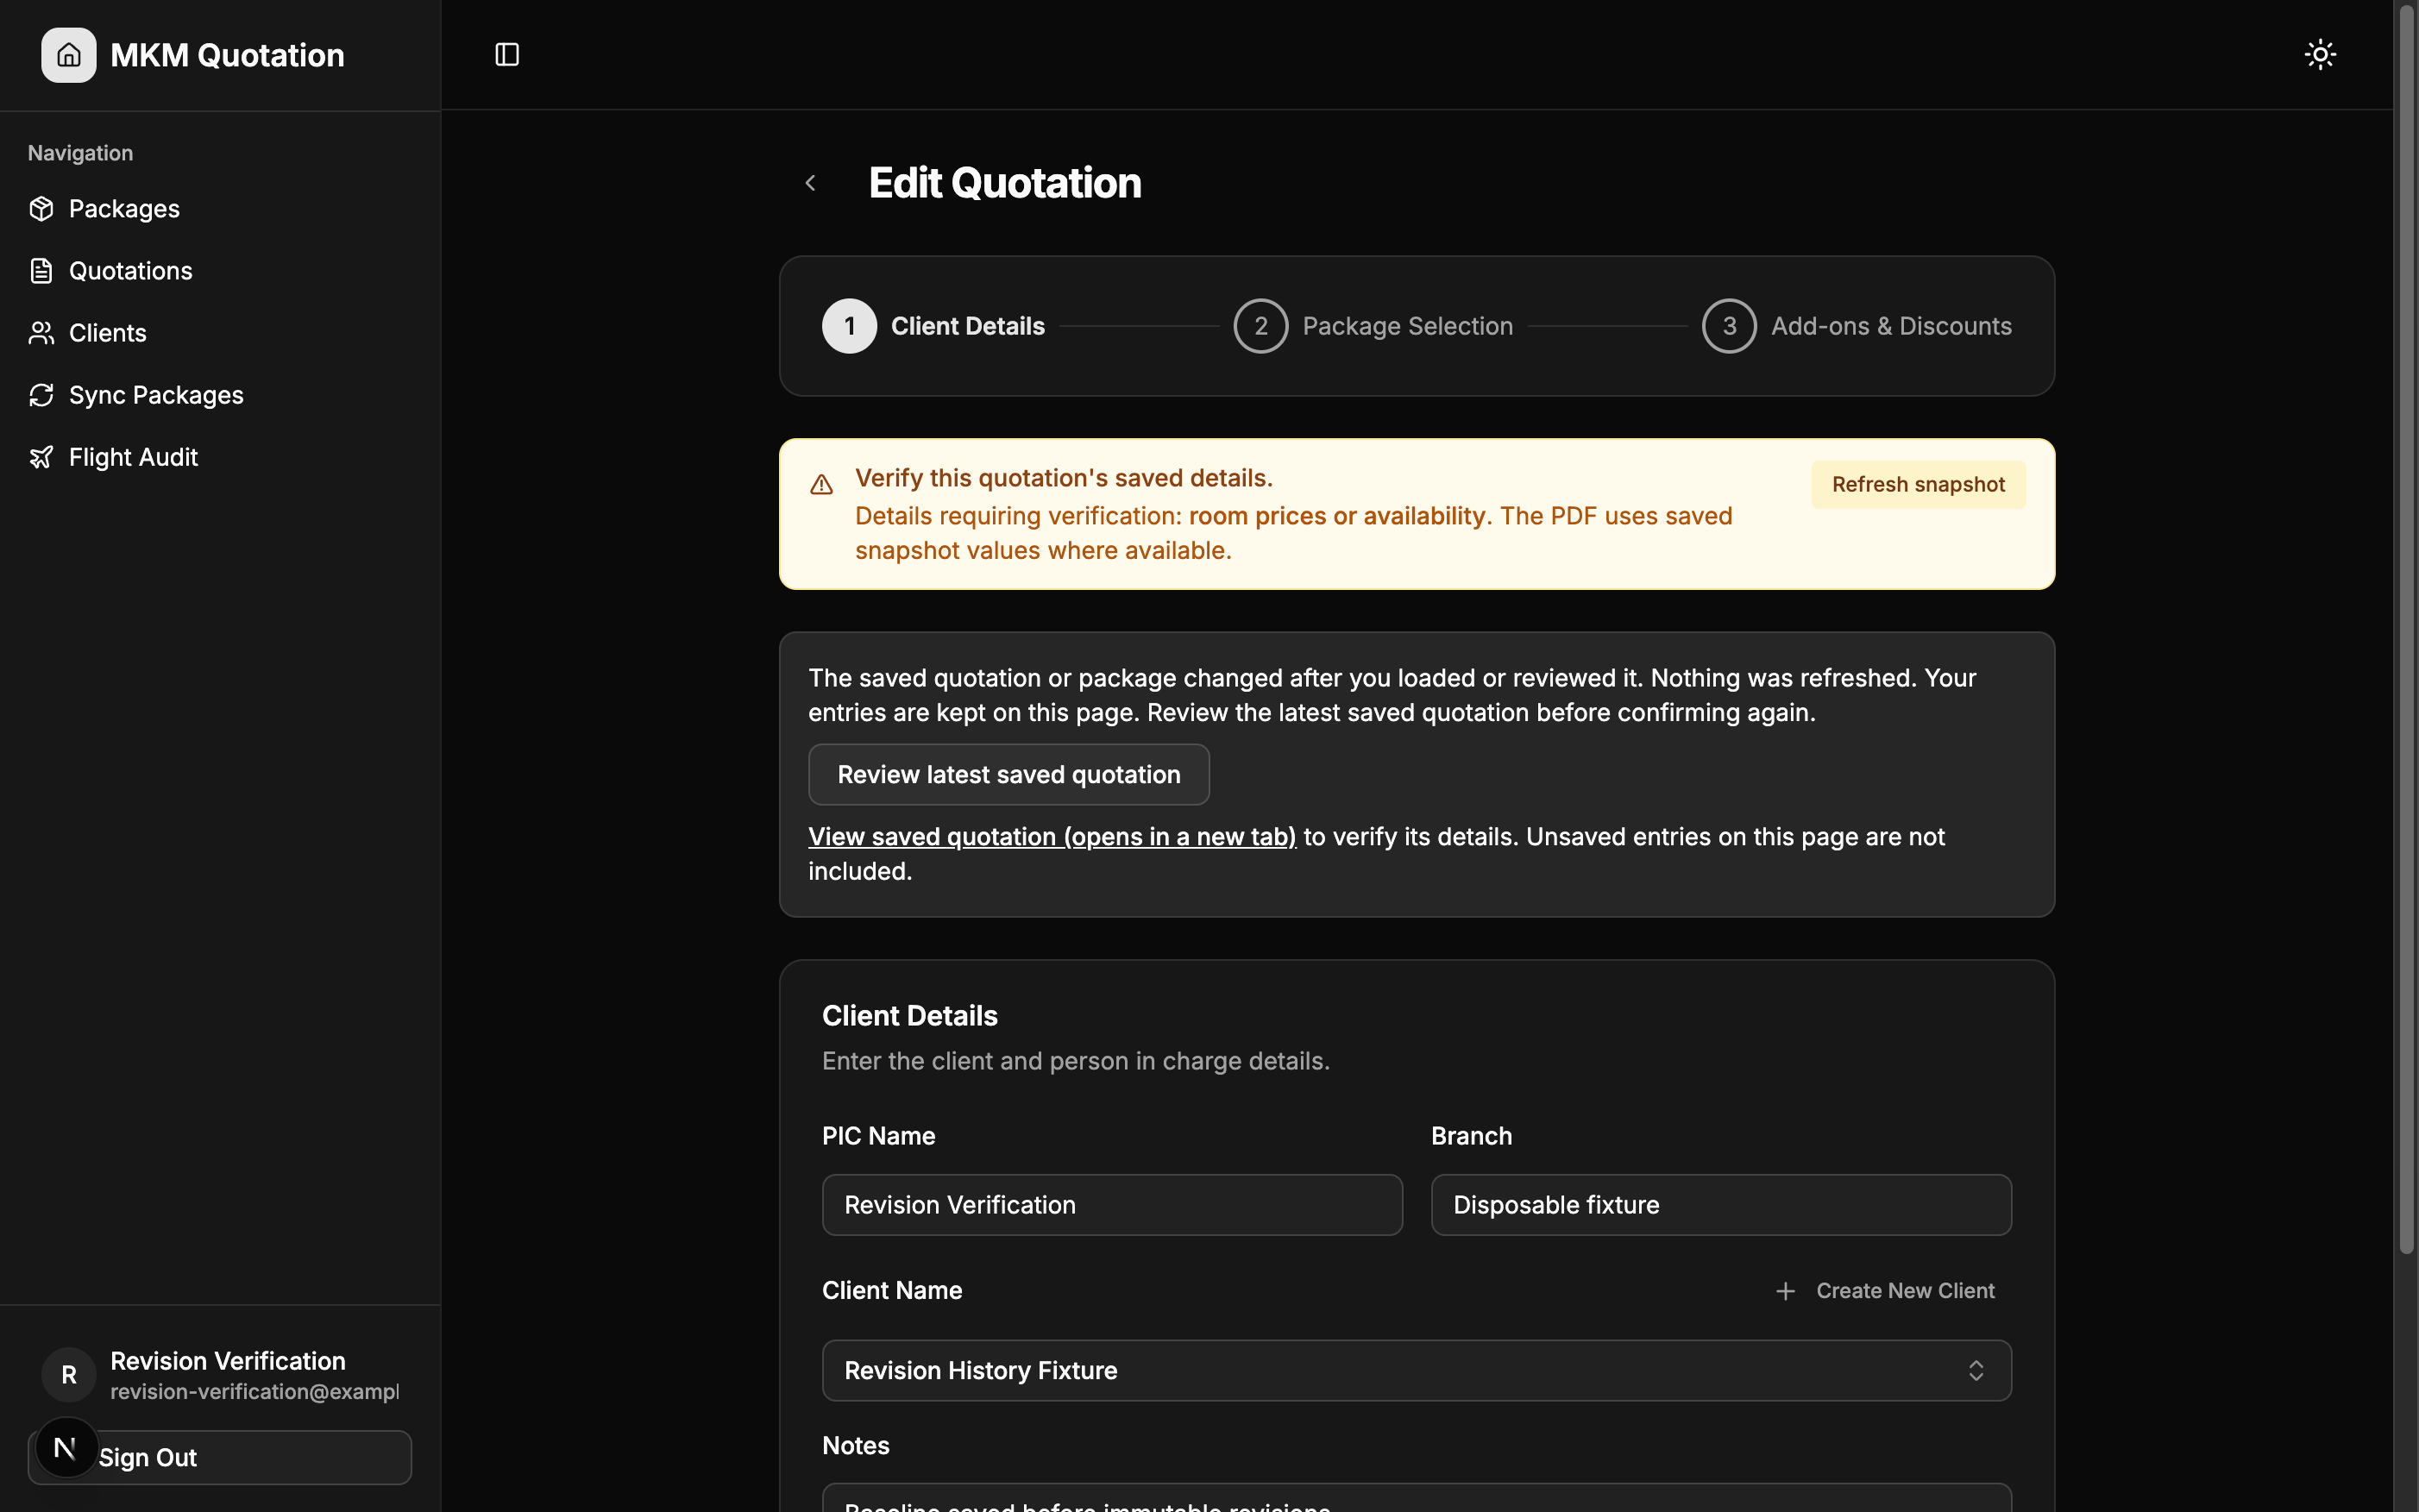 MKM Quotation
Navigation
Packages
Quotations
Clients
Sync Packages
Flight Audit
R
Revision Verification
revision-verification@exampl
N
Sign Out
Edit Quotation
1 Client Details
2 Package Selection
3 Add-ons & Discounts
Verify this quotation's saved details.
Details requiring verification: room prices or availability. The PDF uses saved
snapshot values where available.
Refresh snapshot
The saved quotation or package changed after you loaded or reviewed it. Nothing was refreshed. Your
entries are kept on this page. Review the latest saved quotation before confirming again.
Review latest saved quotation
View saved quotation (opens in a new tab) to verify its details. Unsaved entries on this page are not
included.
Client Details
Enter the client and person in charge details.
PIC Name
Revision Verification
Branch
Disposable fixture
Client Name
Create New Client
Revision History Fixture
Notes
Baseline saved before immutable revisions